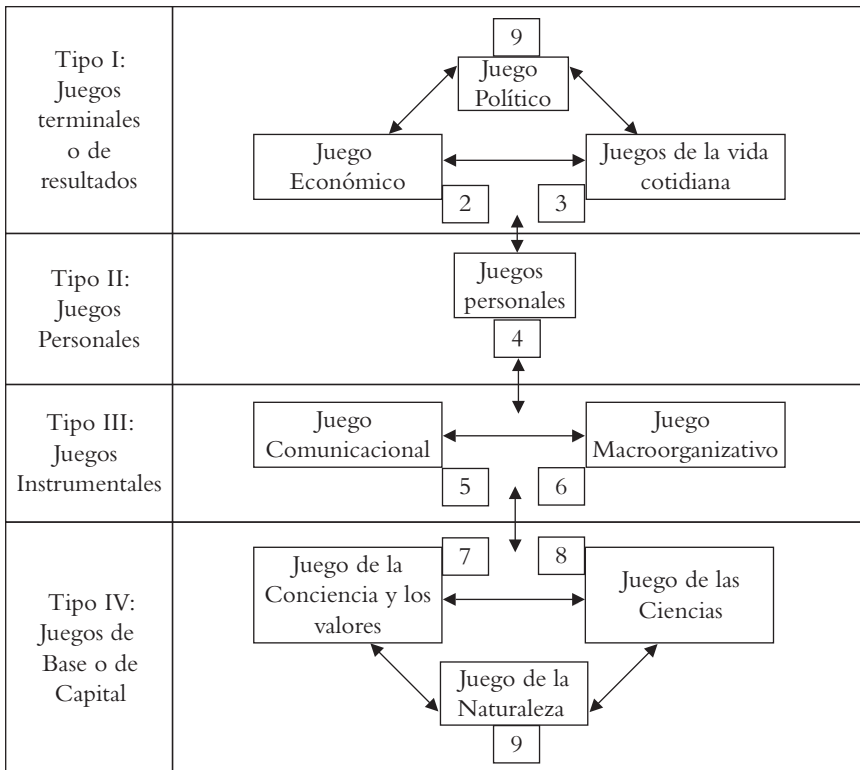 Tipo I:
Juegos
terminales
o de
resultados
9
Juego
Político
Juego
Económico
Juegos de la vida
cotidiana
2
3
Tipo II:
Juegos
Personales
Juegos
personales
4
Tipo III:
Juegos
Instrumentales
Juego
Comunicacional
Juego
Macroorganizativo
5
6
Tipo IV:
Juegos de
Base o de
Capital
7
8
Juego de la
Conciencia y los
valores
Juego de las
Ciencias
Juego de la
Naturaleza
9